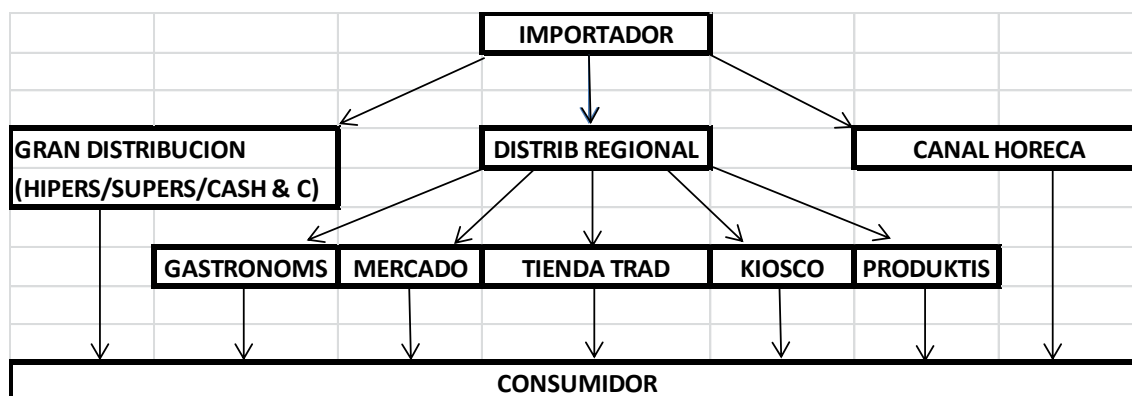 IMPORTADOR
GRAN DISTRIBUCION
(HIPERS/SUPERS/CASH & C)
DISTRIB REGIONAL
CANAL HORECA
GASTRONOMS
MERCADO
TIENDA TRAD
KIOSCO
PRODUKTIS
CONSUMIDOR